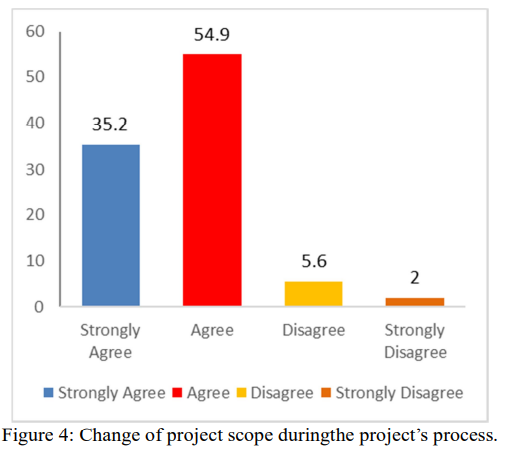 60
54.9
50
40
35.2
30
20
10
5.6
2
0
Strongly Agree
Agree
Disagree
Strongly Disagree
Strongly Agree Agree Disagree Strongly Disagree
Figure 4: Change of project scope duringthe project’s process.